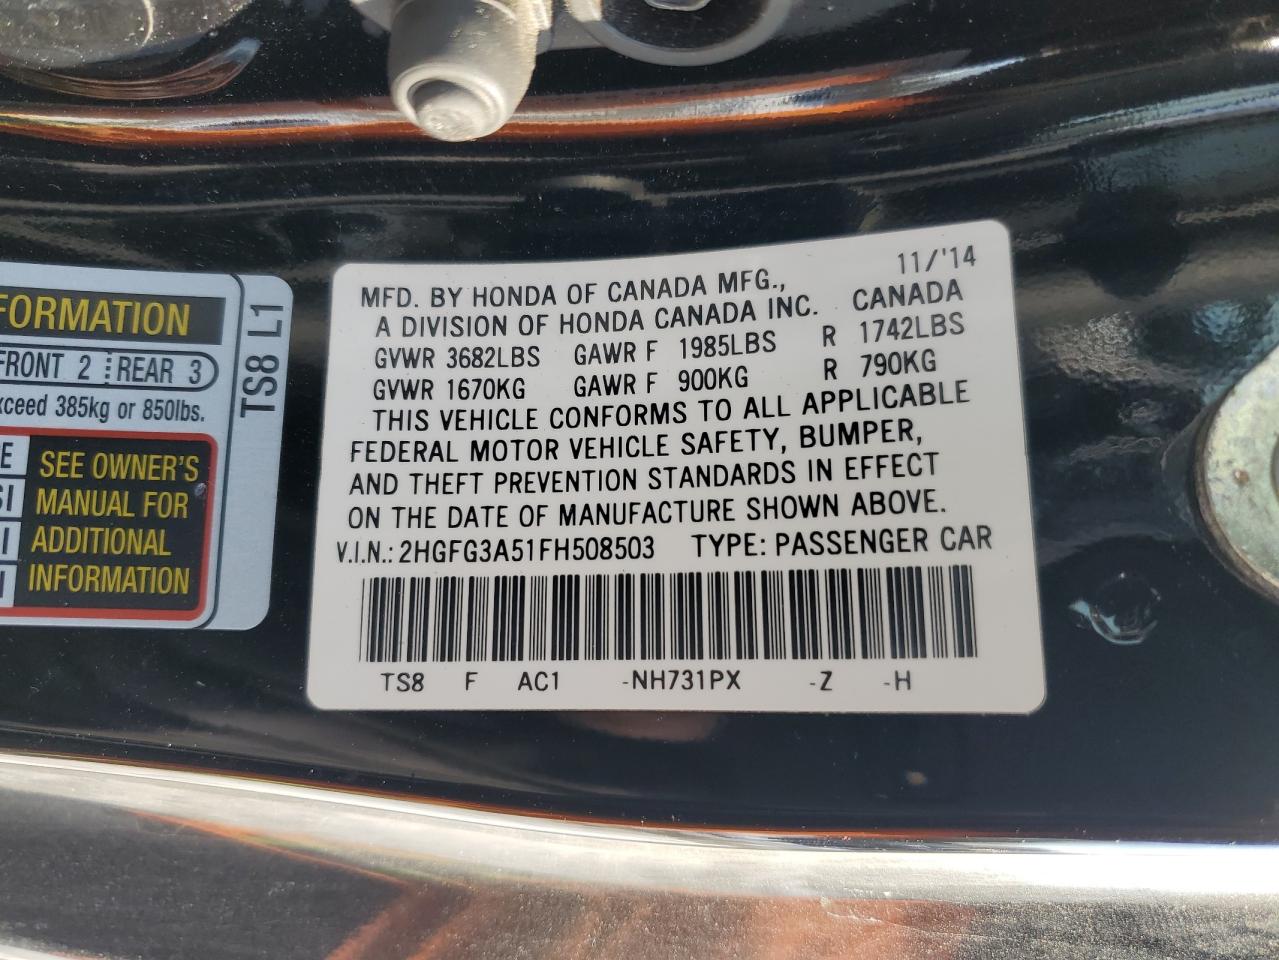 11/'14
MFD. BY HONDA OF CANADA MFG.,
A DIVISION OF HONDA CANADA INC. CANADA
GVWR 3682LBS GAWR F 1985LBS R 1742LBS
GVWR 1670KG GAWR F 900KG R 790KG
THIS VEHICLE CONFORMS TO ALL APPLICABLE
FEDERAL MOTOR VEHICLE SAFETY, BUMPER,
AND THEFT PREVENTION STANDARDS IN EFFECT
ON THE DATE OF MANUFACTURE SHOWN ABOVE.
V.I.N.: 2HGFG3A51FH508503 TYPE: PASSENGER CAR
TS8 F AC1 -NH731PX -Z -H
FORMATION
FRONT 2 REAR 3
xceed 385kg or 850lbs.
SEE OWNER'S
MANUAL FOR
ADDITIONAL
INFORMATION
TS8 L1